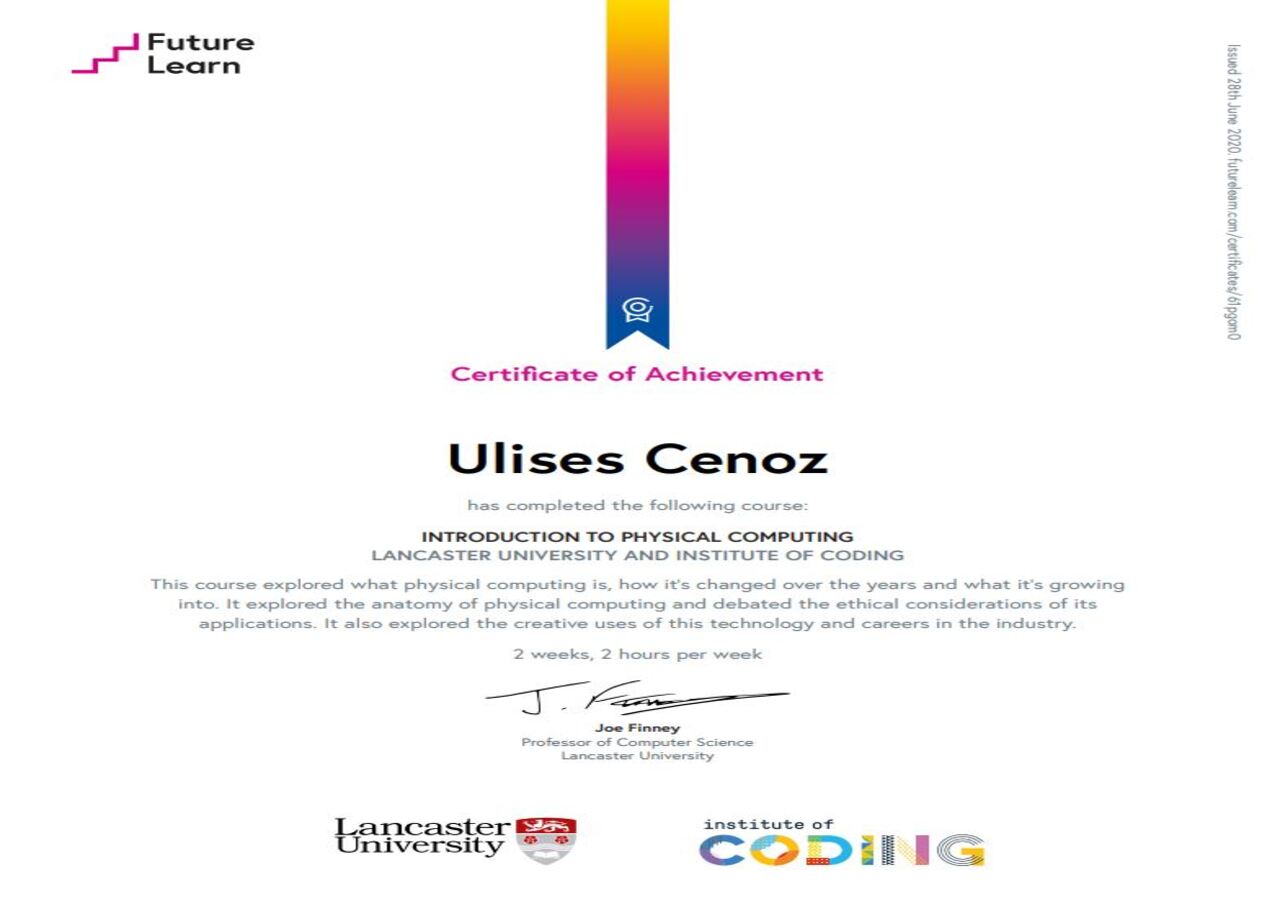 Future
Learn
Issued 28th June 2020. futurelearn.com/certificates/61pgom0
Certificate of Achievement
Ulises Cenoz
has completed the following course:
INTRODUCTION TO PHYSICAL COMPUTING
LANCASTER UNIVERSITY AND INSTITUTE OF CODING
This course explored what physical computing is, how it's changed over the years and what it's growing
into. It explored the anatomy of physical computing and debated the ethical considerations of its
applications. It also explored the creative uses of this technology and careers in the industry.
2 weeks, 2 hours per week
Joe Finney
Professor of Computer Science
Lancaster University
Lancaster
University
institute of
CODING